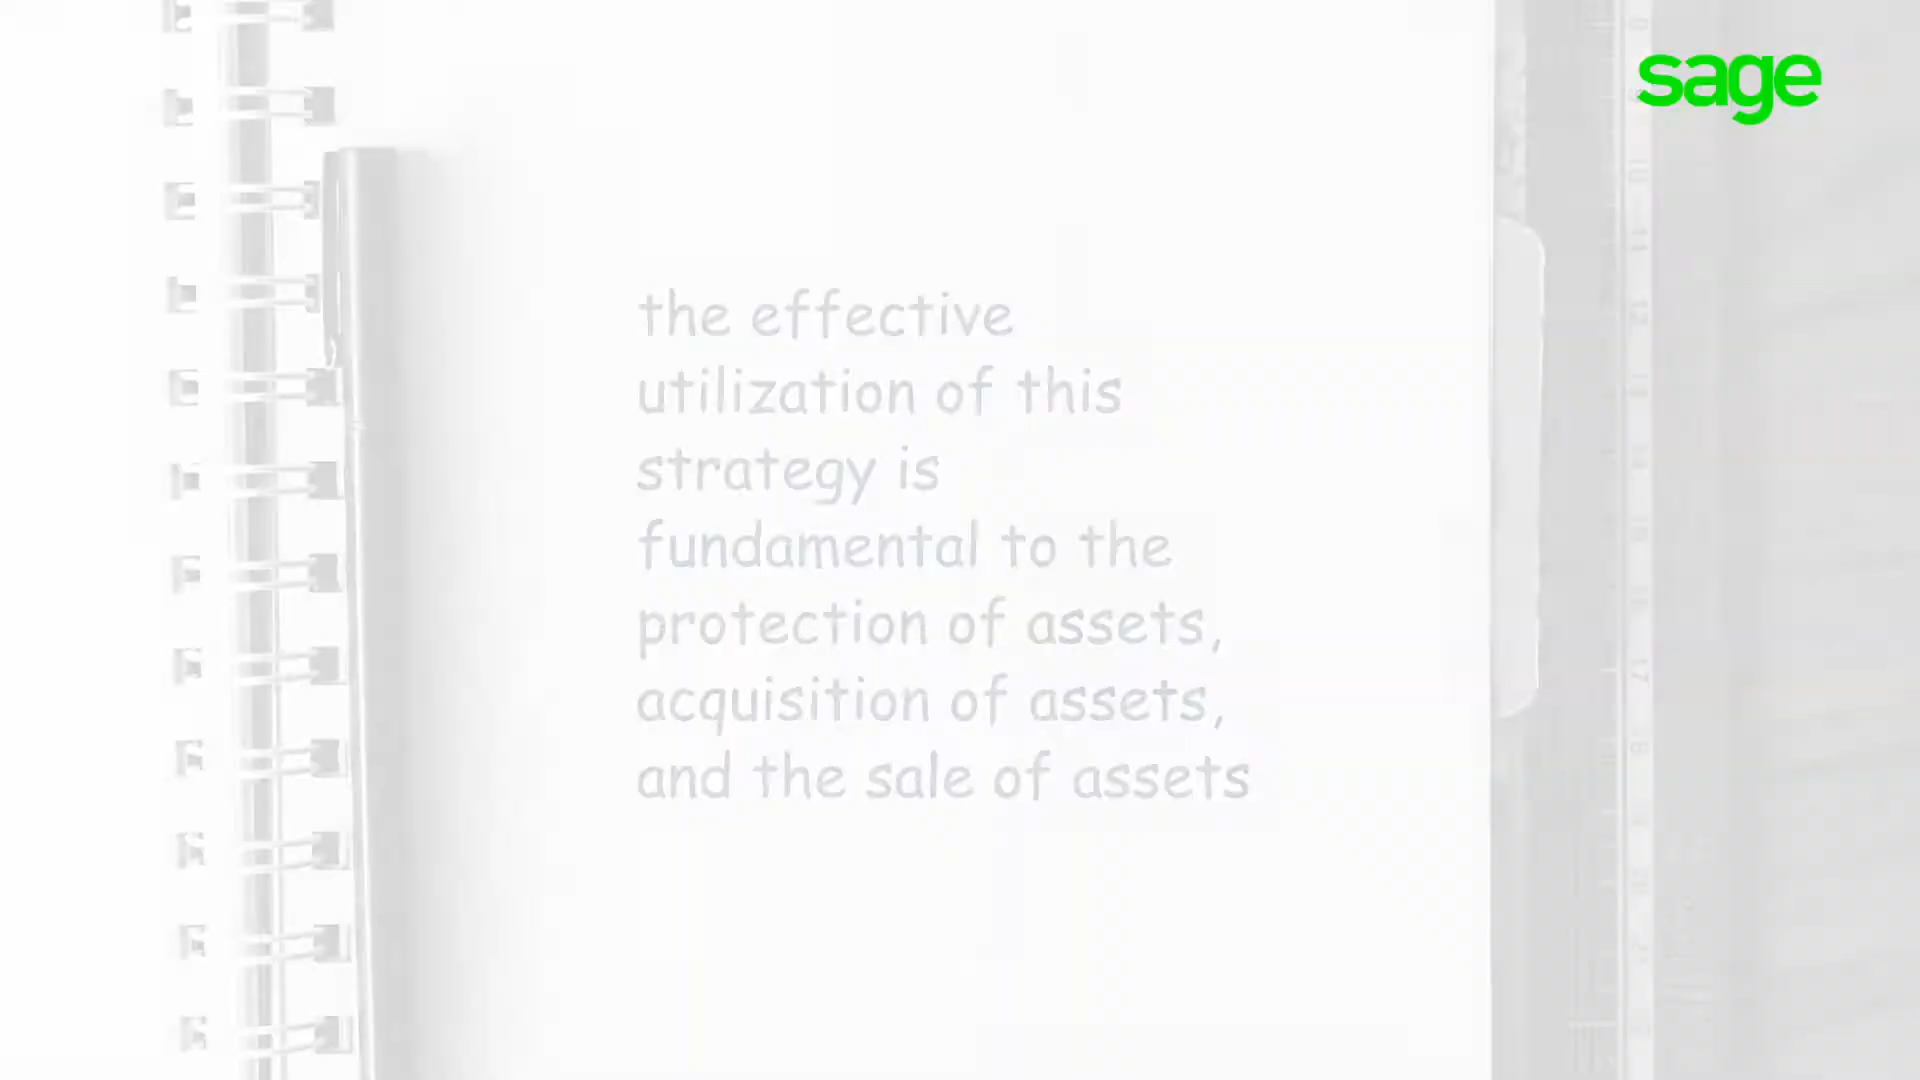 sage
the effective
utilization of this
strategy is
fundamental to the
protection of assets,
acquisition of assets,
and the sale of assets